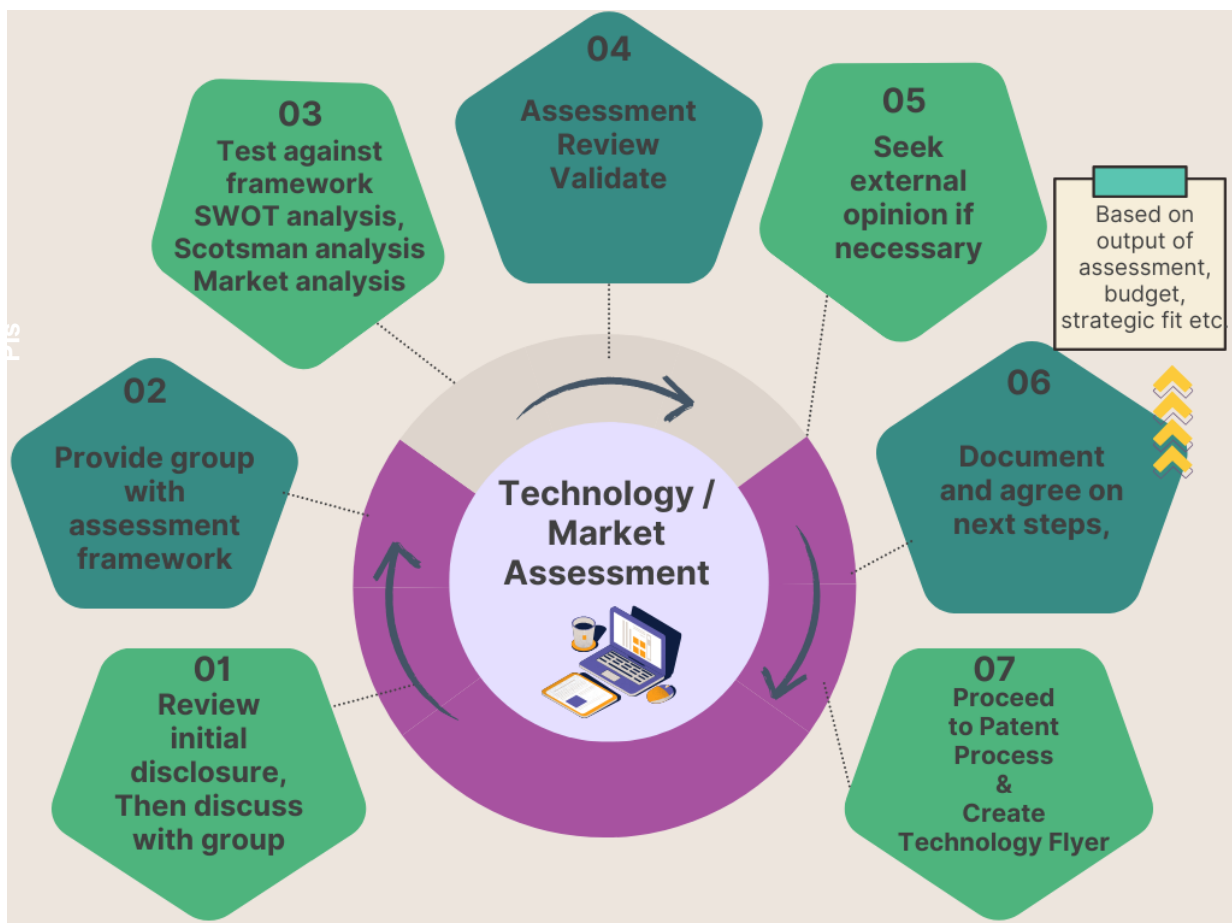 01
Review
initial
disclosure,
Then discuss
with group
02
Provide group
with
assessment
framework
03
Test against
framework
SWOT analysis,
Scotsman analysis
Market analysis
04
Assessment
Review
Validate
05
Seek
external
opinion if
necessary
Based on
output of
assessment,
budget,
strategic fit etc.
06
Document
and agree on
next steps,
07
Proceed
to Patent
Process
&
Create
Technology Flyer
Technology /
Market
Assessment
PIs